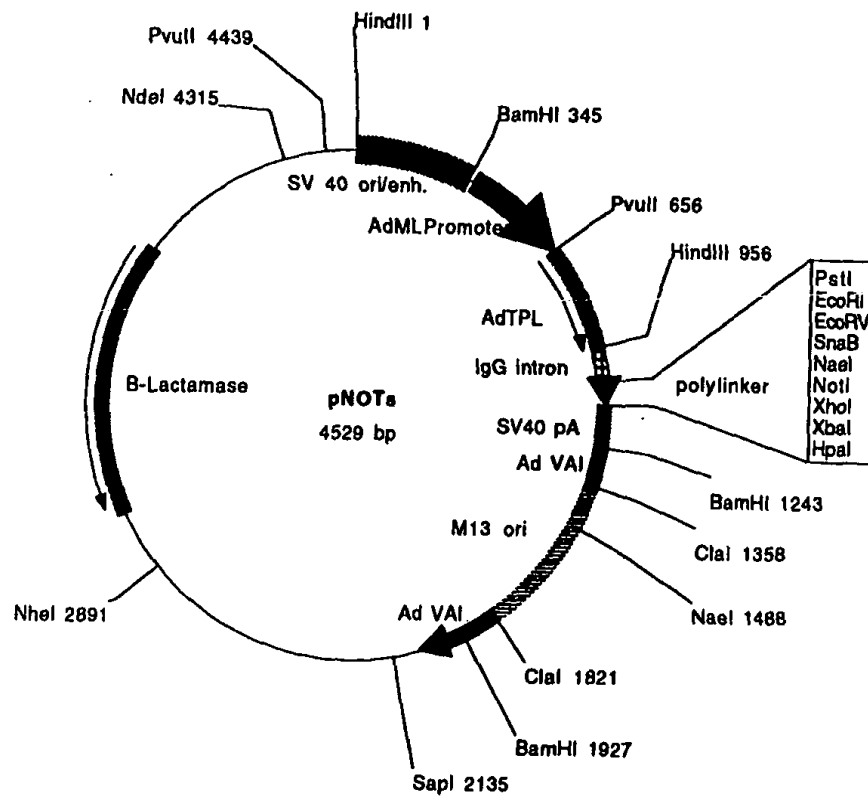 HindIII 1
PvuII 4439
NdeI 4315
BamHI 345
SV 40 ori/enh.
AdMLPromote
PvuII 656
HindIII 956
AdTPL
IgG intron
polylinker
PstI
EcoRI
EcoRV
SnaB
NaeI
NotI
XhoI
XbaI
HpaI
B-Lactamase
pNOTs
4529 bp
SV40 pA
Ad VAI
BamHI 1243
M13 ori
ClaI 1358
NaeI 1488
NheI 2891
Ad VAI
ClaI 1821
BamHI 1927
SapI 2135